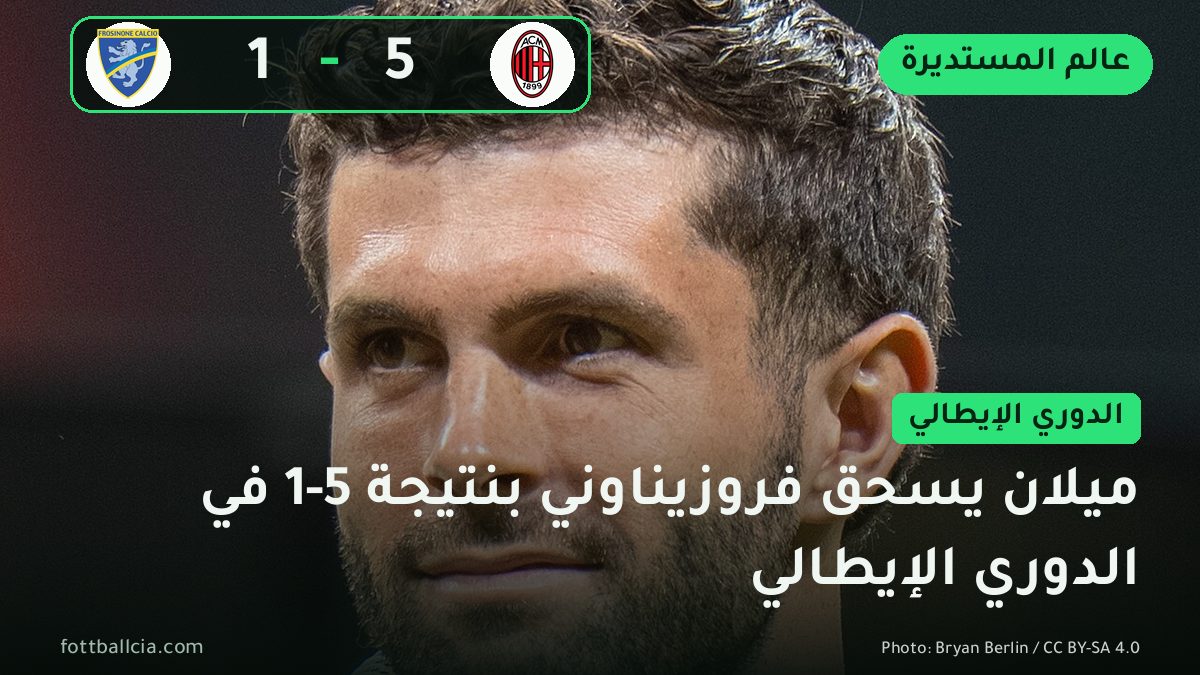 عالم المستديرة
FROSINONE CALCIO
1 - 5
ACM
1899
الدوري الإيطالي
ميلان يسحق فروزيناوني بنتيجة 5-1 في
الدوري الإيطالي
fottballcia.com
Photo: Bryan Berlin / CC BY-SA 4.0